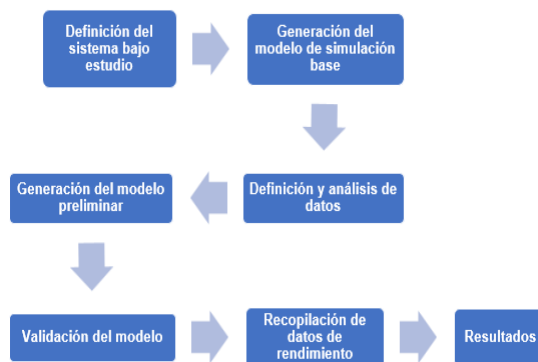 Definición del
sistema bajo
estudio
Generación del
modelo de simulación
base
Definición y análisis de
datos
Generación del modelo
preliminar
Validación del modelo
Recopilación de
datos de
rendimiento
Resultados